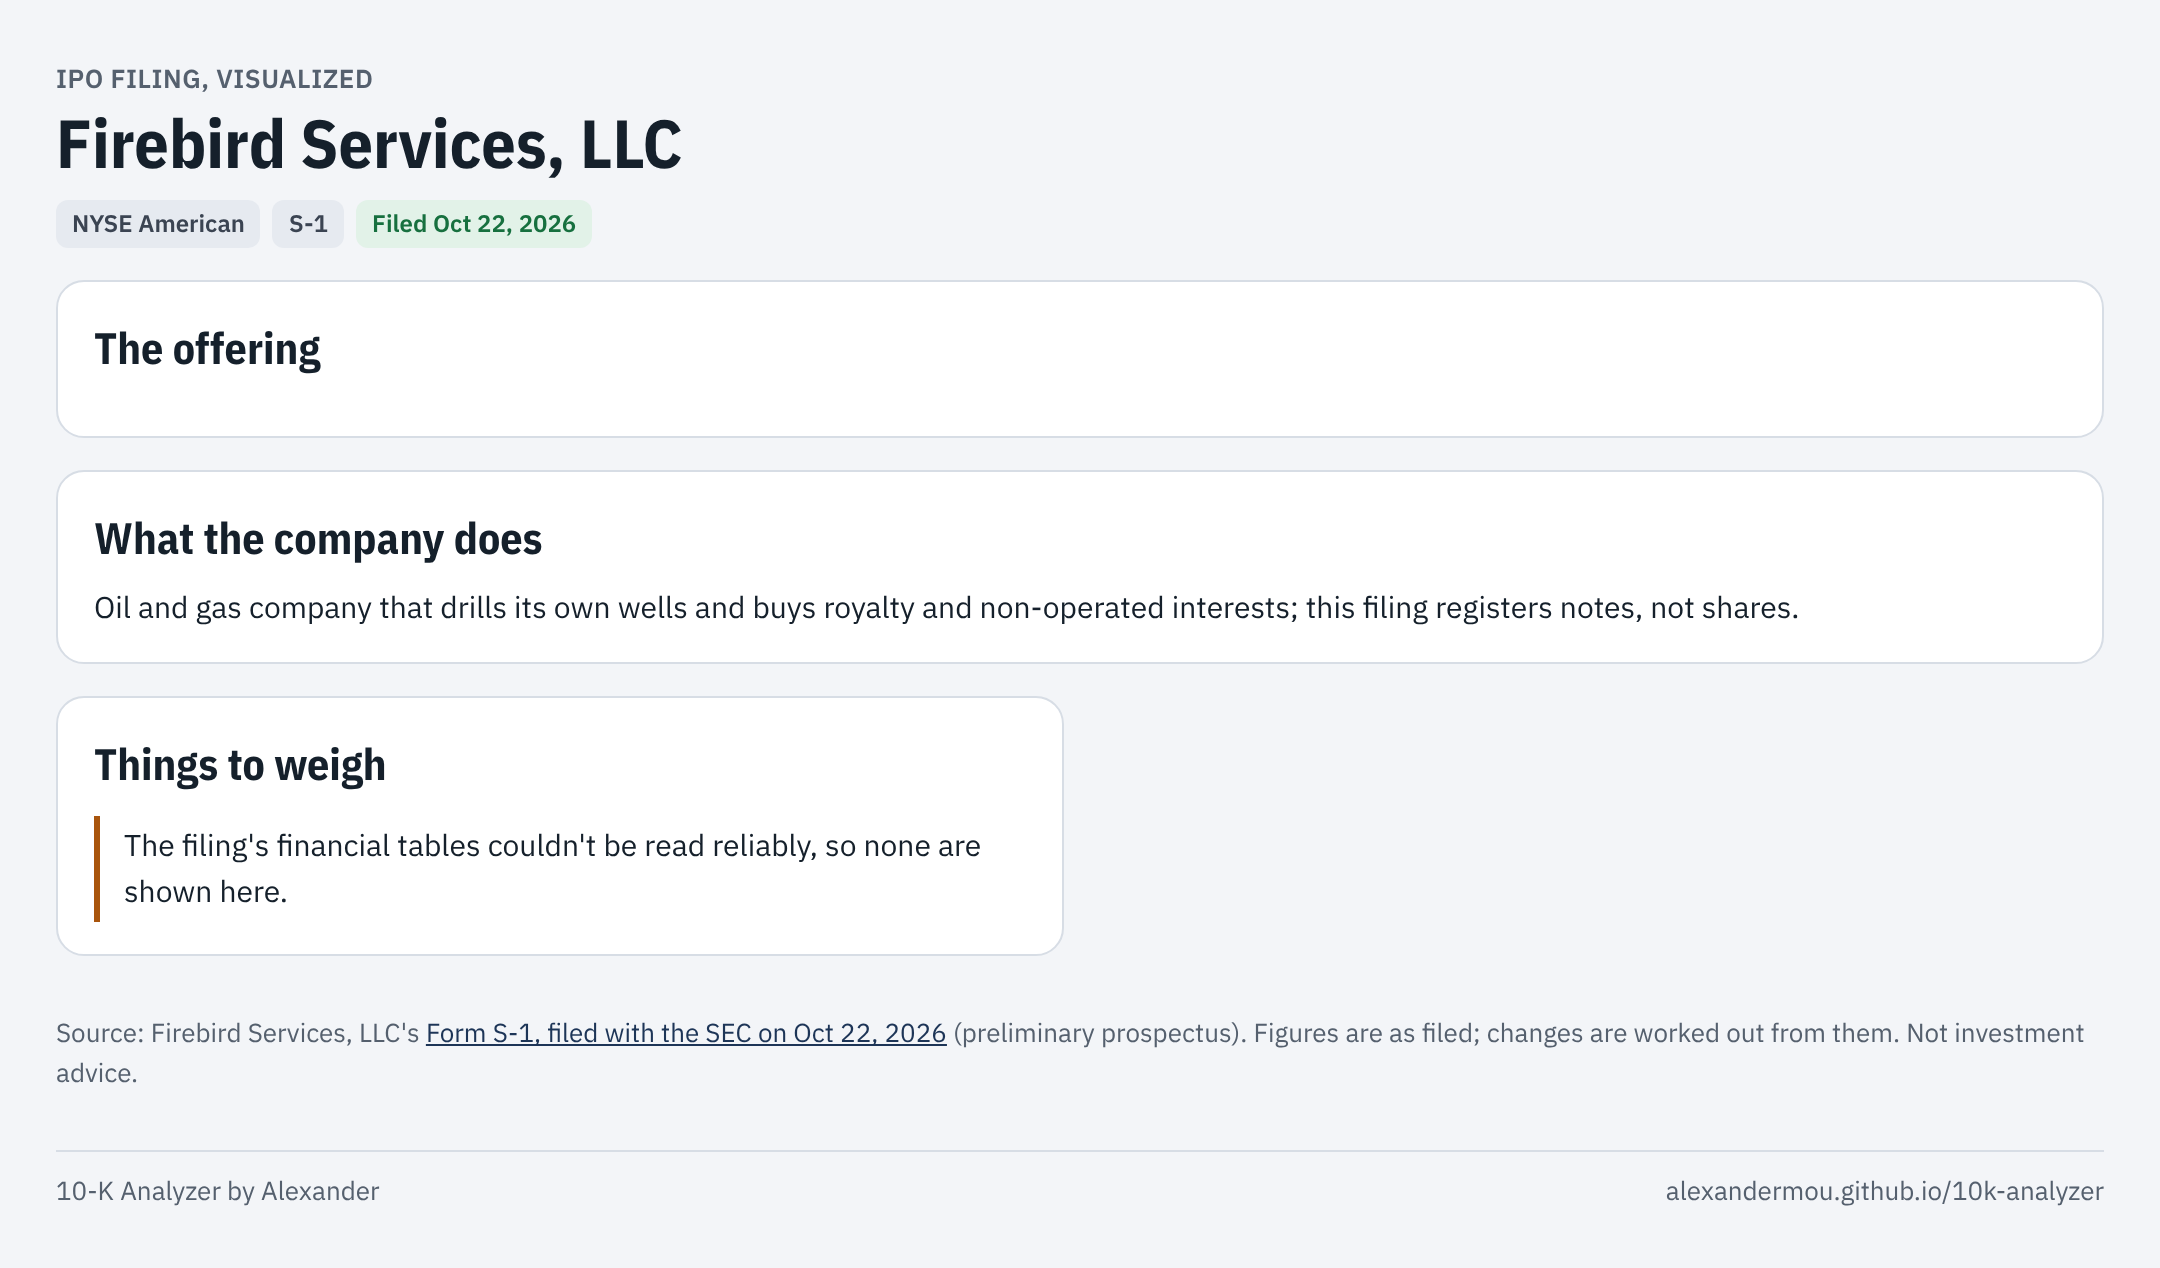 IPO FILING, VISUALIZED
Firebird Services, LLC
NYSE American S-1 Filed Oct 22, 2026
The offering
What the company does
Oil and gas company that drills its own wells and buys royalty and non-operated interests; this filing registers notes, not shares.
Things to weigh
The filing's financial tables couldn't be read reliably, so none are
shown here.
Source: Firebird Services, LLC's Form S-1, filed with the SEC on Oct 22, 2026 (preliminary prospectus). Figures are as filed; changes are worked out from them. Not investment
advice.
10-K Analyzer by Alexander
alexandermou.github.io/10k-analyzer